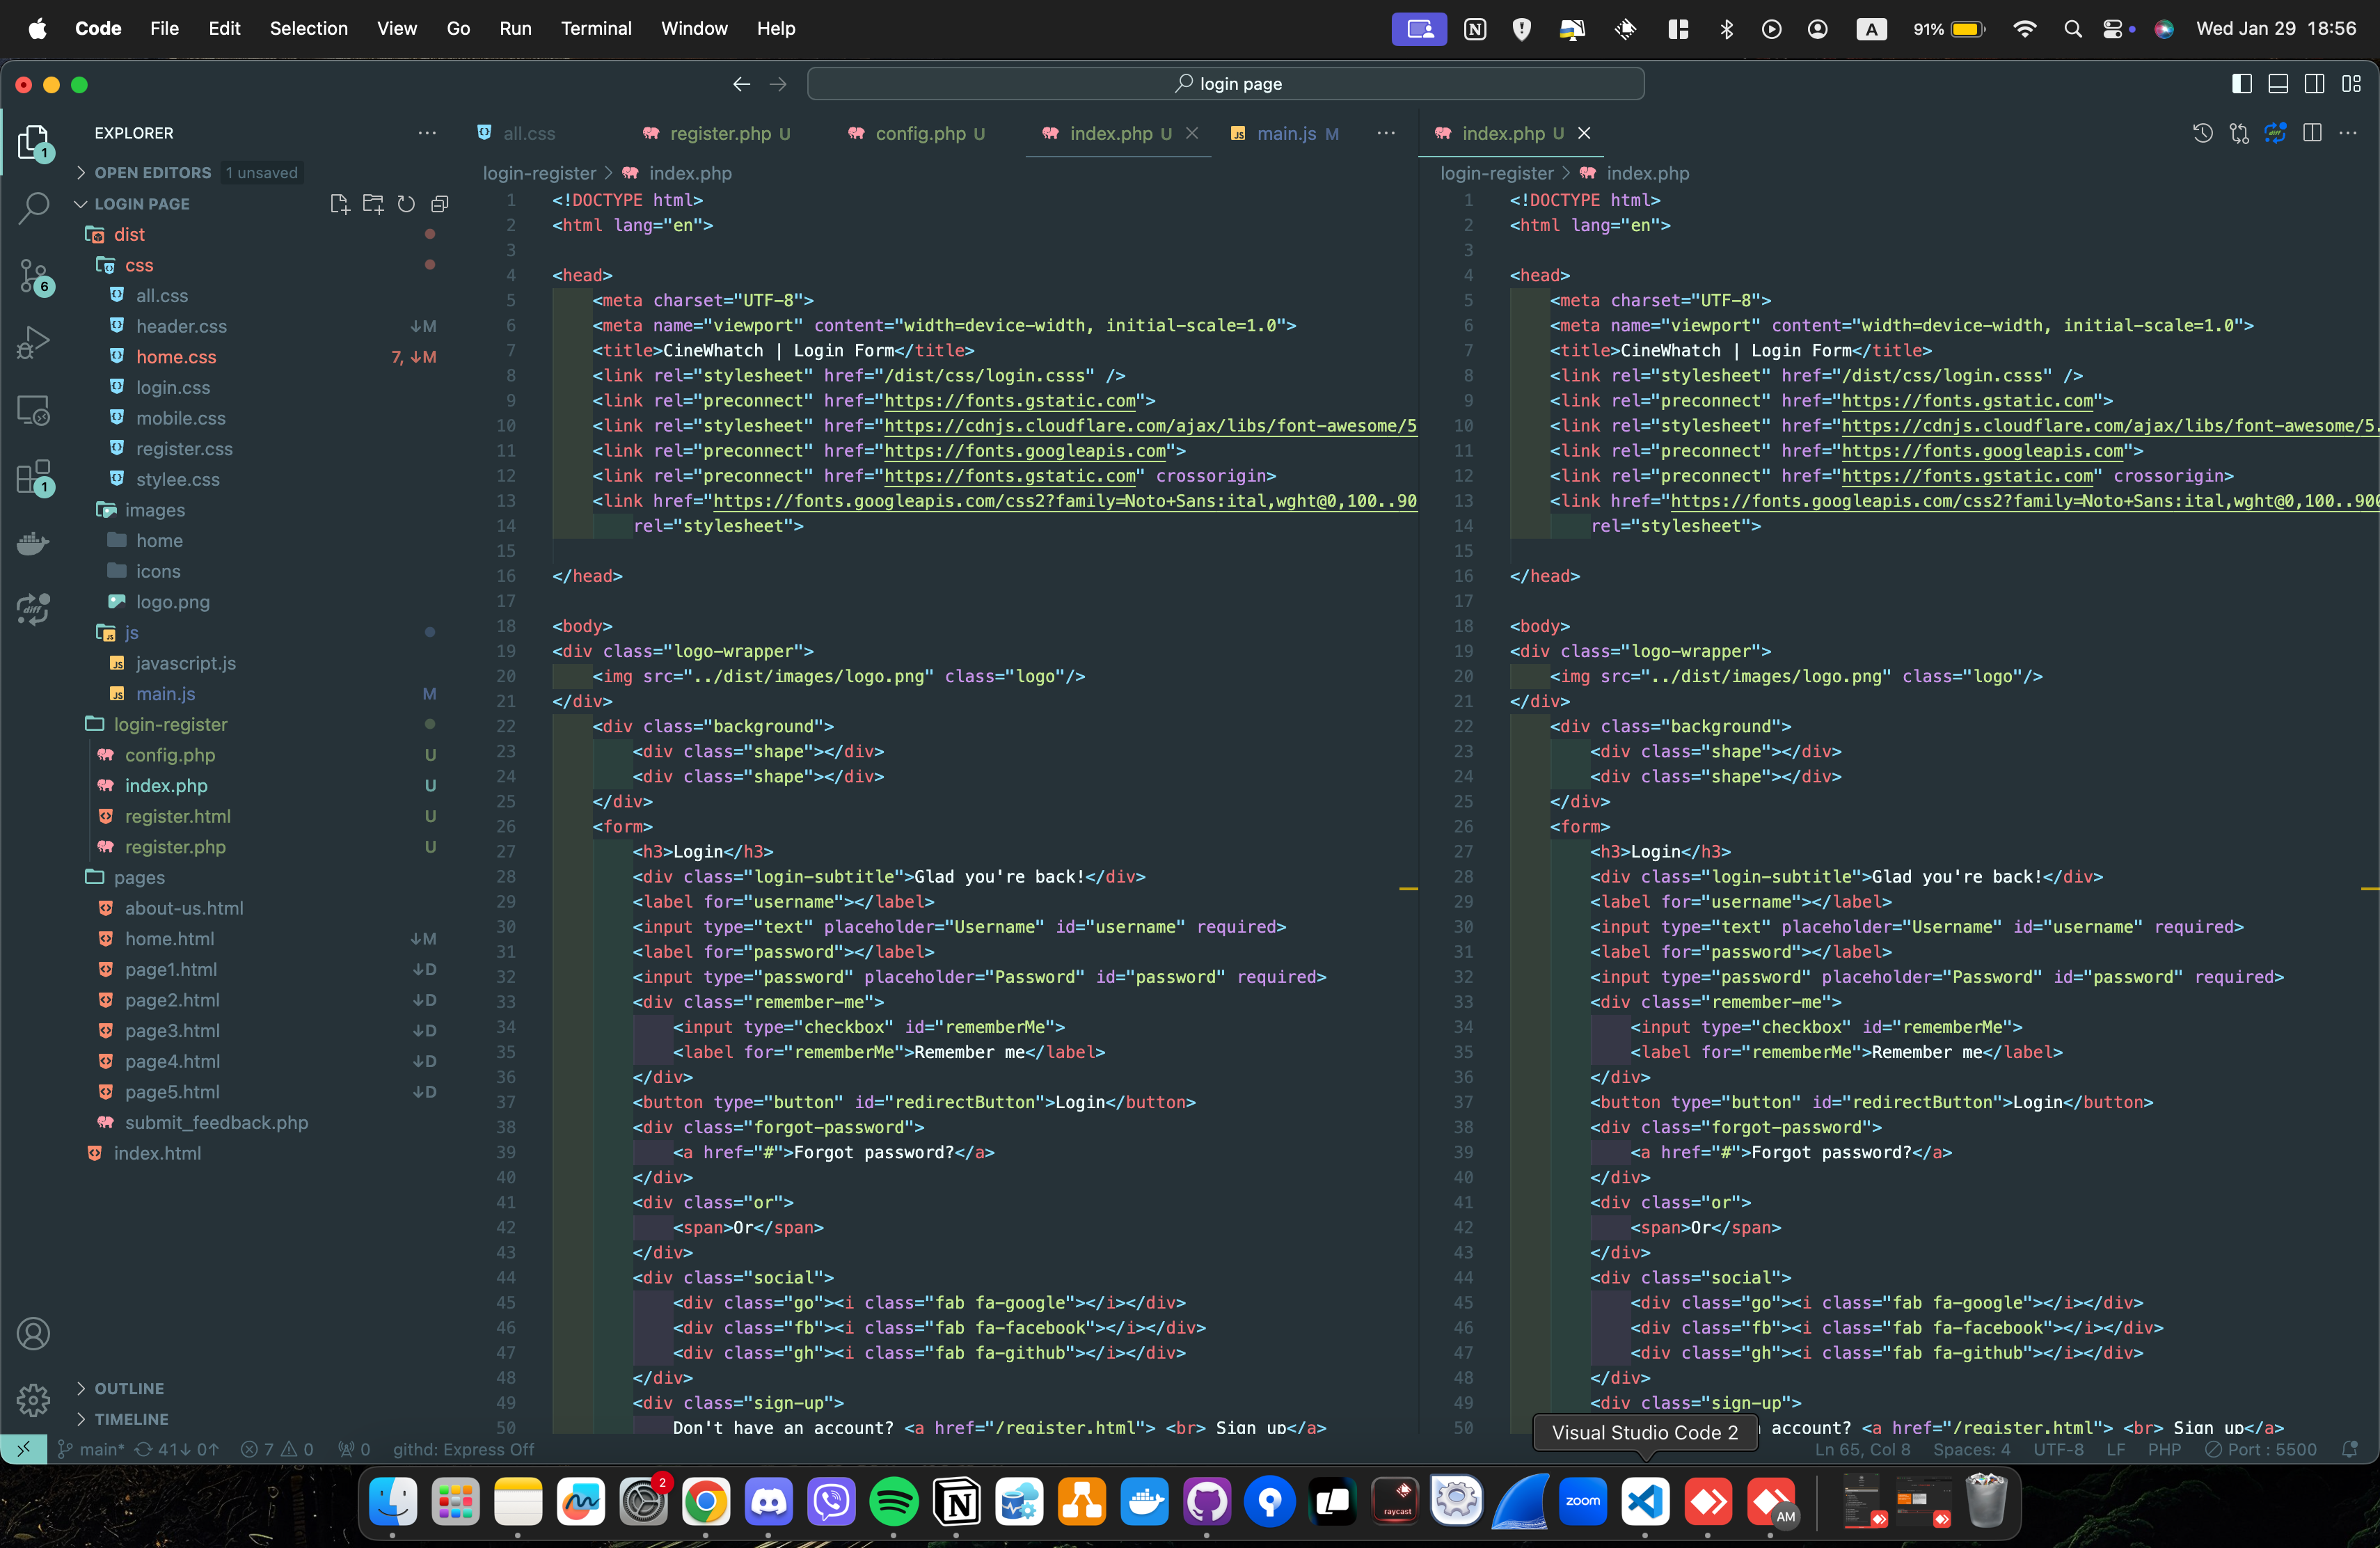 Code File Edit Selection View Go Run Terminal Window Help
A 91% Wed Jan 29 18:56
login page
EXPLORER
OPEN EDITORS 1 unsaved
LOGIN PAGE
dist
css
all.css
header.css ↓M
home.css 7, ↓M
login.css
mobile.css
register.css
stylee.css
images
home
icons
logo.png
js
javascript.js
main.js M
login-register
config.php U
index.php U
register.html U
register.php U
pages
about-us.html
home.html ↓M
page1.html ↓D
page2.html ↓D
page3.html ↓D
page4.html ↓D
page5.html ↓D
submit_feedback.php
index.html
OUTLINE
TIMELINE
1
6
1
all.css register.php U config.php U index.php U main.js M
login-register > index.php
1 <!DOCTYPE html>
2 <html lang="en">
3
4 <head>
5 <meta charset="UTF-8">
6 <meta name="viewport" content="width=device-width, initial-scale=1.0">
7 <title>CineWhatch | Login Form</title>
8 <link rel="stylesheet" href="/dist/css/login.csss" />
9 <link rel="preconnect" href="https://fonts.gstatic.com">
10 <link rel="stylesheet" href="https://cdnjs.cloudflare.com/ajax/libs/font-awesome/5
11 <link rel="preconnect" href="https://fonts.googleapis.com">
12 <link rel="preconnect" href="https://fonts.gstatic.com" crossorigin>
13 <link href="https://fonts.googleapis.com/css2?family=Noto+Sans:ital,wght@0,100..90
14 rel="stylesheet">
15
16 </head>
17
18 <body>
19 <div class="logo-wrapper">
20 <img src="../dist/images/logo.png" class="logo"/>
21 </div>
22 <div class="background">
23 <div class="shape"></div>
24 <div class="shape"></div>
25 </div>
26 <form>
27 <h3>Login</h3>
28 <div class="login-subtitle">Glad you're back!</div>
29 <label for="username"></label>
30 <input type="text" placeholder="Username" id="username" required>
31 <label for="password"></label>
32 <input type="password" placeholder="Password" id="password" required>
33 <div class="remember-me">
34 <input type="checkbox" id="rememberMe">
35 <label for="rememberMe">Remember me</label>
36 </div>
37 <button type="button" id="redirectButton">Login</button>
38 <div class="forgot-password">
39 <a href="#">Forgot password?</a>
40 </div>
41 <div class="or">
42 <span>Or</span>
43 </div>
44 <div class="social">
45 <div class="go"><i class="fab fa-google"></i></div>
46 <div class="fb"><i class="fab fa-facebook"></i></div>
47 <div class="gh"><i class="fab fa-github"></i></div>
48 </div>
49 <div class="sign-up">
50 Don't have an account? <a href="/register.html"> <br> Sign up</a>
index.php U
login-register > index.php
1 <!DOCTYPE html>
2 <html lang="en">
3
4 <head>
5 <meta charset="UTF-8">
6 <meta name="viewport" content="width=device-width, initial-scale=1.0">
7 <title>CineWhatch | Login Form</title>
8 <link rel="stylesheet" href="/dist/css/login.csss" />
9 <link rel="preconnect" href="https://fonts.gstatic.com">
10 <link rel="stylesheet" href="https://cdnjs.cloudflare.com/ajax/libs/font-awesome/5.
11 <link rel="preconnect" href="https://fonts.googleapis.com">
12 <link rel="preconnect" href="https://fonts.gstatic.com" crossorigin>
13 <link href="https://fonts.googleapis.com/css2?family=Noto+Sans:ital,wght@0,100..900
14 rel="stylesheet">
15
16 </head>
17
18 <body>
19 <div class="logo-wrapper">
20 <img src="../dist/images/logo.png" class="logo"/>
21 </div>
22 <div class="background">
23 <div class="shape"></div>
24 <div class="shape"></div>
25 </div>
26 <form>
27 <h3>Login</h3>
28 <div class="login-subtitle">Glad you're back!</div>
29 <label for="username"></label>
30 <input type="text" placeholder="Username" id="username" required>
31 <label for="password"></label>
32 <input type="password" placeholder="Password" id="password" required>
33 <div class="remember-me">
34 <input type="checkbox" id="rememberMe">
35 <label for="rememberMe">Remember me</label>
36 </div>
37 <button type="button" id="redirectButton">Login</button>
38 <div class="forgot-password">
39 <a href="#">Forgot password?</a>
40 </div>
41 <div class="or">
42 <span>Or</span>
43 </div>
44 <div class="social">
45 <div class="go"><i class="fab fa-google"></i></div>
46 <div class="fb"><i class="fab fa-facebook"></i></div>
47 <div class="gh"><i class="fab fa-github"></i></div>
48 </div>
49 <div class="sign-up">
50 account? <a href="/register.html"> <br> Sign up</a>
Visual Studio Code 2
main* 41↓ 0↑ 7 0 0 githd: Express Off
Ln 65, Col 8 Spaces: 4 UTF-8 LF PHP Port : 5500
2
raycast
zoom
AM